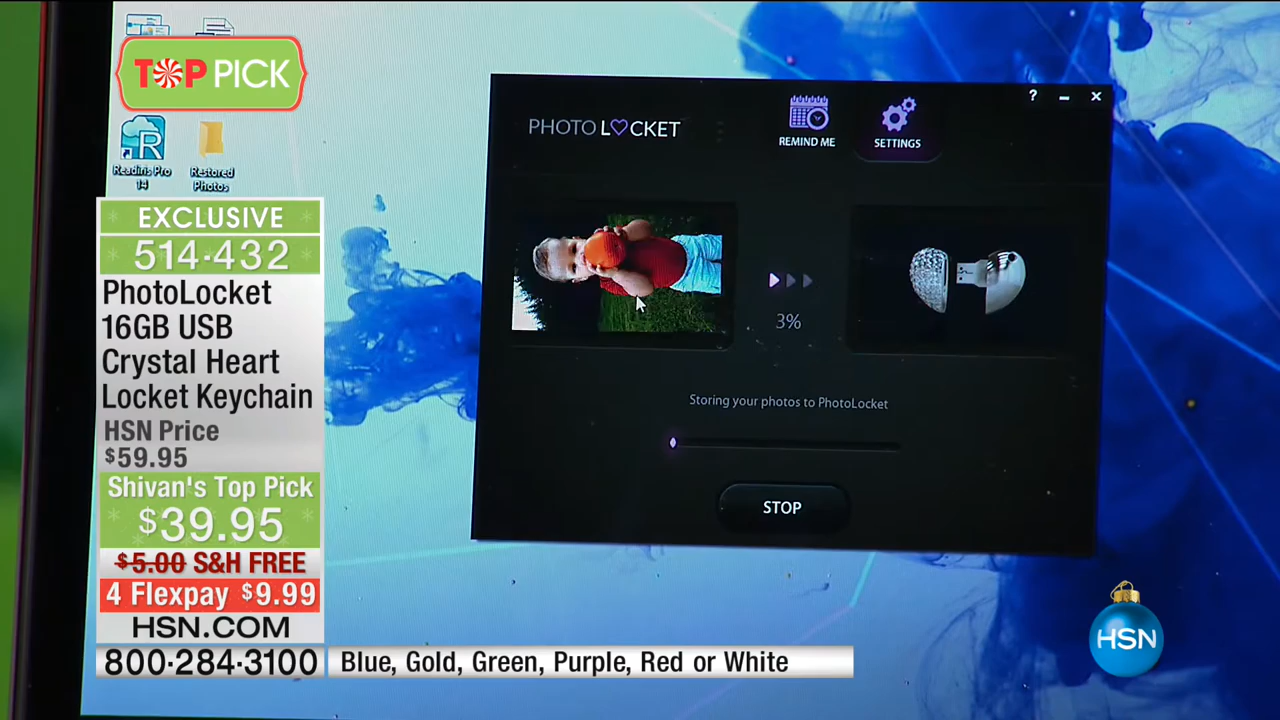 TOP PICK
Readiris Pro
14
Restored
Photos
EXCLUSIVE
514-432
PhotoLocket
16GB USB
Crystal Heart
Locket Keychain
HSN Price
$59.95
Shivan's Top Pick
$39.95
$5.00 S&H FREE
4 Flexpay $9.99
HSN.COM
800-284-3100
Blue, Gold, Green, Purple, Red or White
PHOTO LOCKET
REMIND ME
SETTINGS
?
3%
Storing your photos to PhotoLocket
STOP
HSN